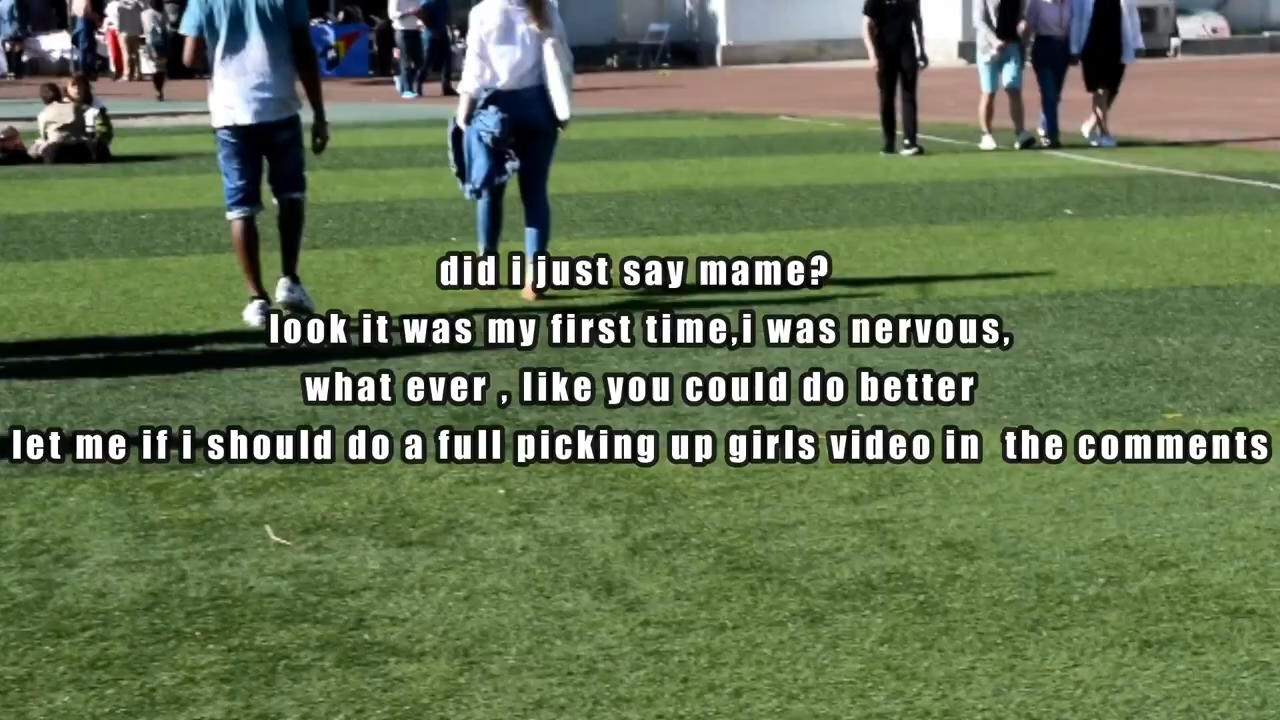 did i just say mame?
look it was my first time,i was nervous,
what ever , like you could do better
let me if i should do a full picking up girls video in  the comments